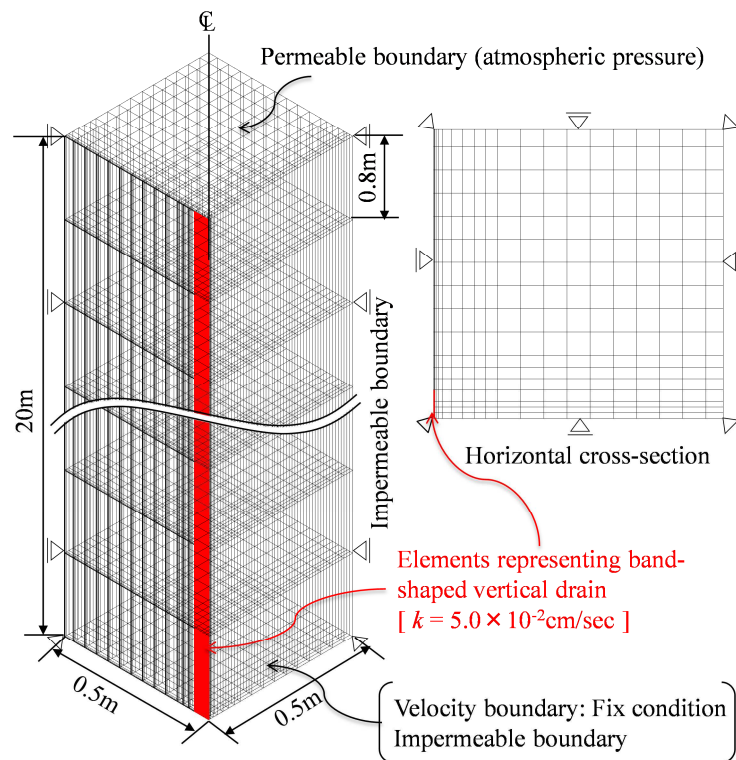 ℄
Permeable boundary (atmospheric pressure)
0.8m
20m
Impermeable boundary
Horizontal cross-section
Elements representing band-
shaped vertical drain
[ k = 5.0 × 10⁻²cm/sec ]
0.5m
0.5m
Velocity boundary: Fix condition
Impermeable boundary